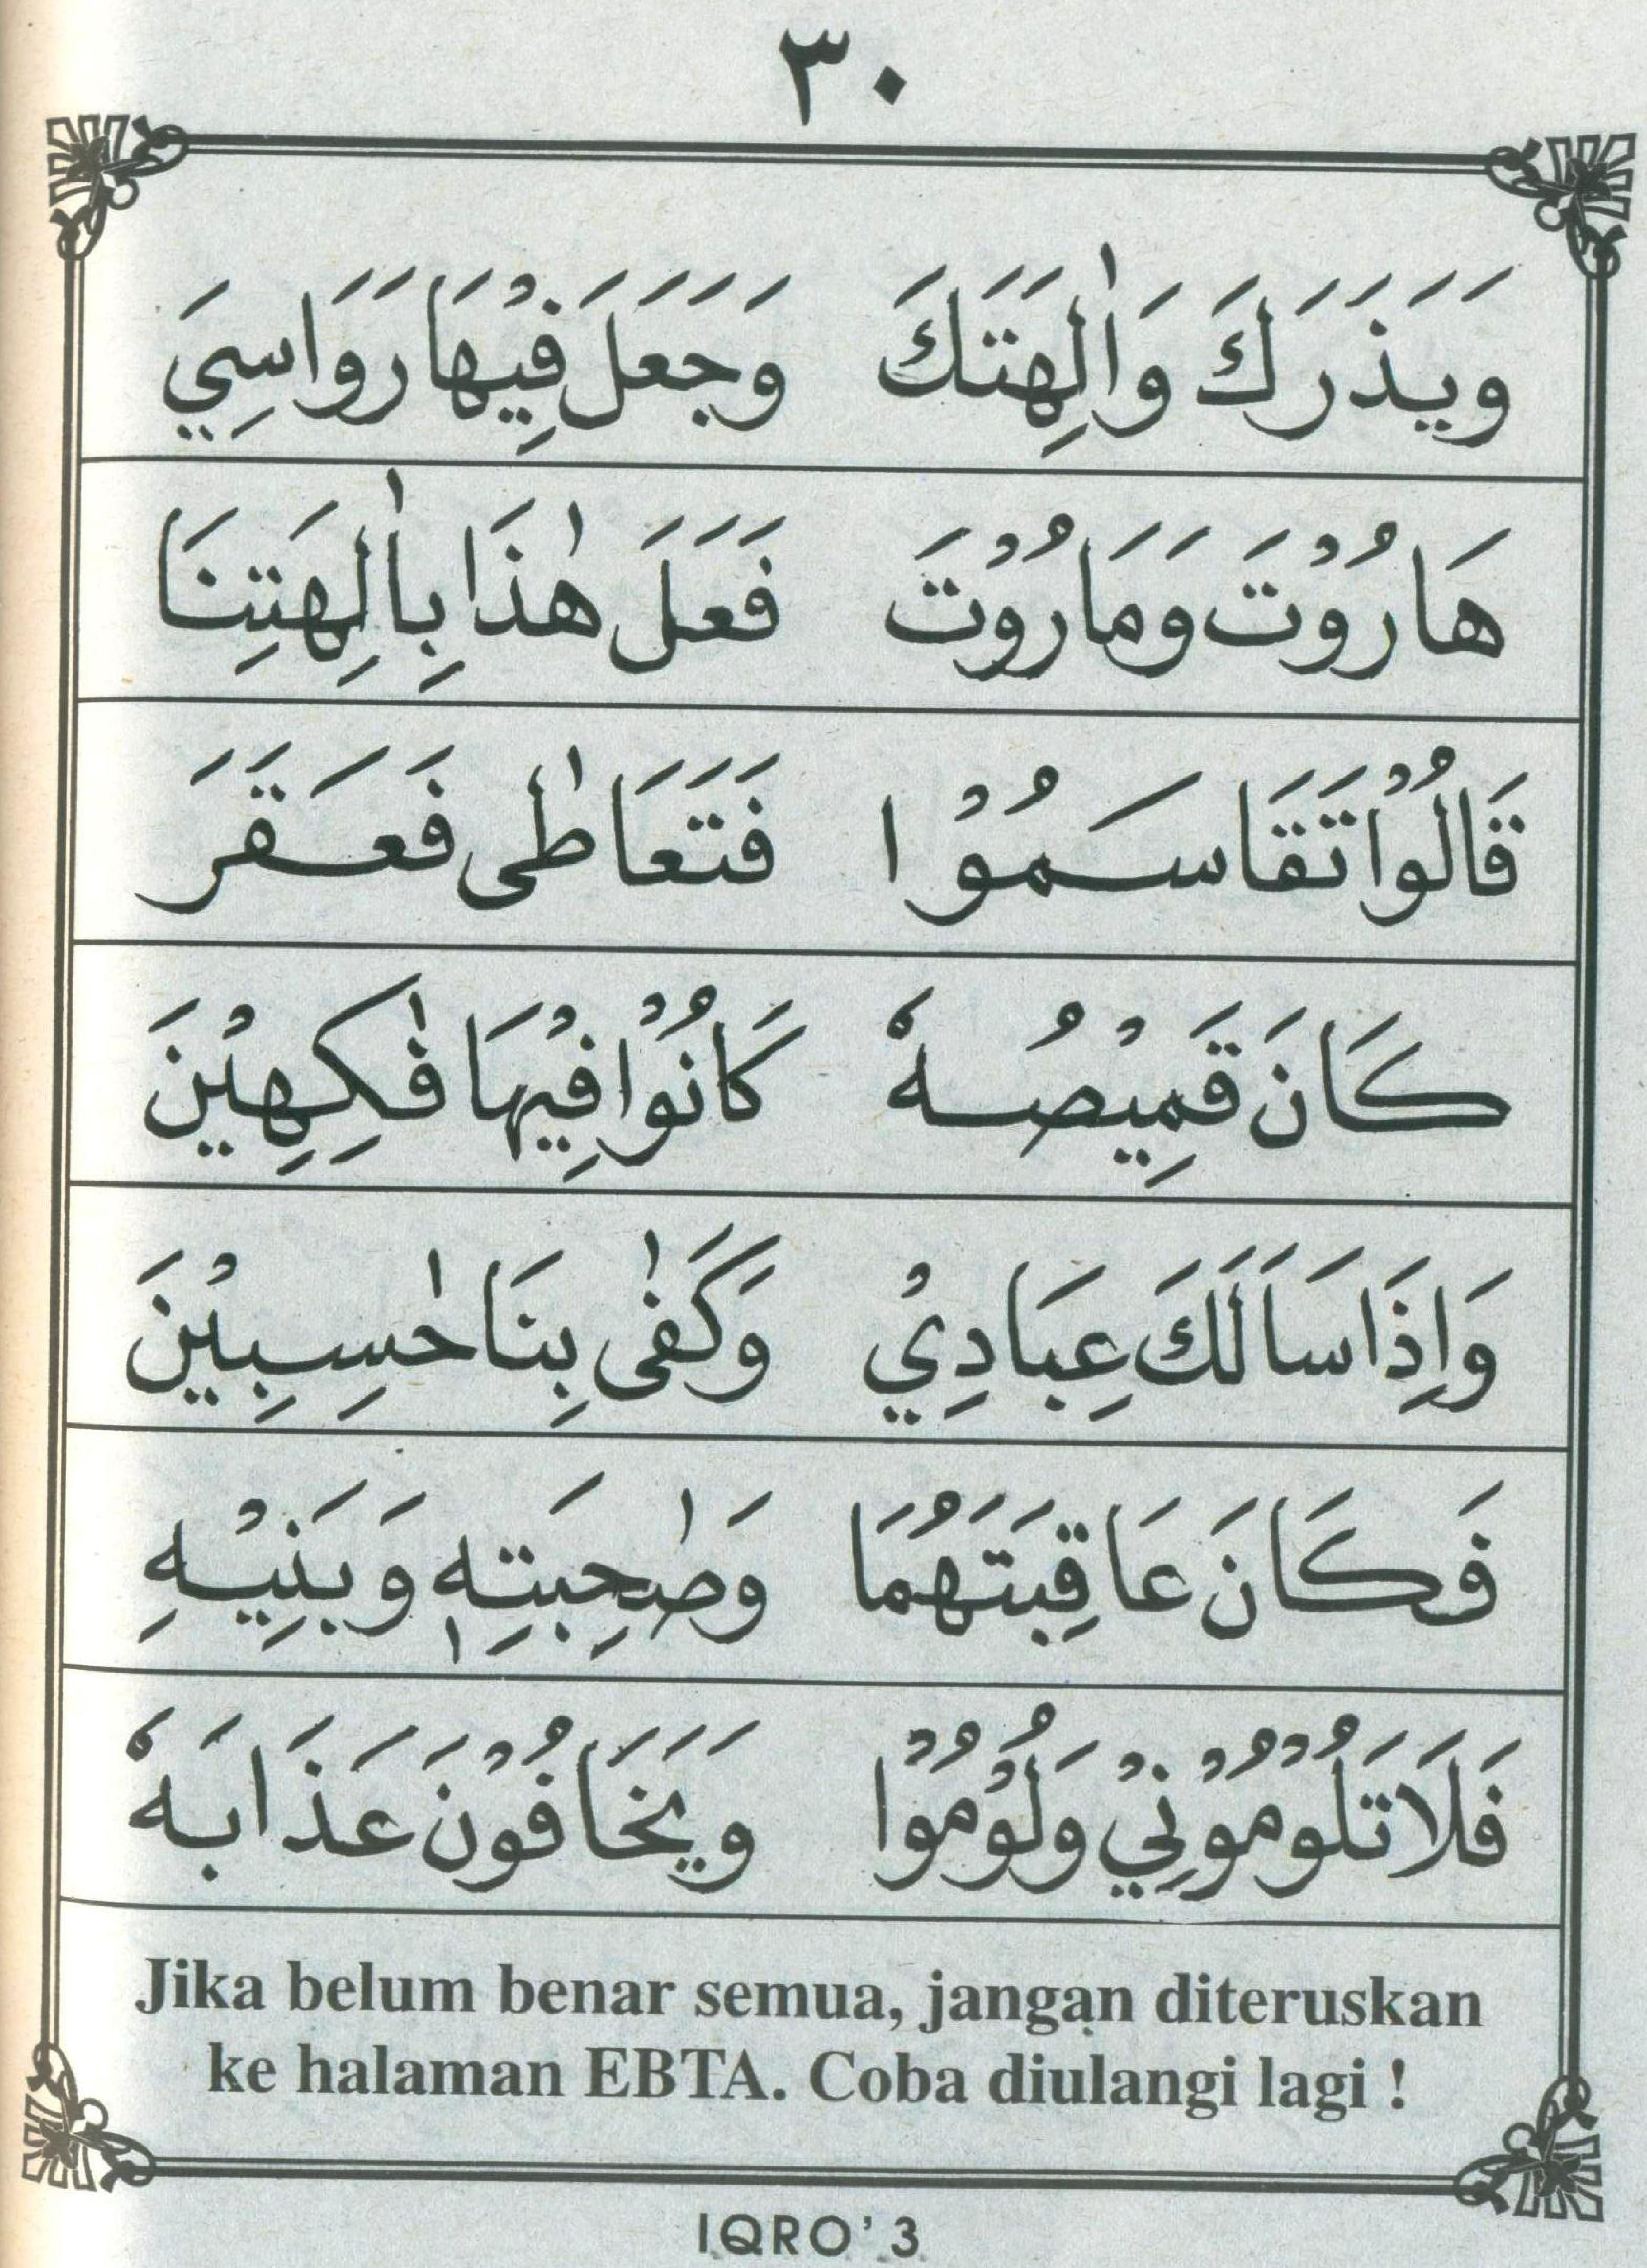 ٣٠
وَيَذَرَكَ وَاٰلِهَتَكَ وَجَعَلَ فِيْهَا رَوَاسِيَ
هَارُوْتَ وَمَارُوْتَ فَعَلَ هٰذَا بِاٰلِهَتِنَا
قَالُوْا تَقَاسَمُوْا فَتَعَاطٰى فَعَقَرَ
كَانَ قَمِيْصُهٗ كَانُوْا فِيْهَا فٰكِهِيْنَ
وَاِذَا سَاَلَكَ عِبَادِيْ وَكَفٰى بِنَا حٰسِبِيْنَ
فَكَانَ عَاقِبَتَهُمَا وَصٰحِبَتِهٖ وَبَنِيْهِ
فَلَا تَلُوْمُوْنِيْ وَلُوْمُوْا وَيَخَافُوْنَ عَذَابَهٗ
Jika belum benar semua, jangan diteruskan
ke halaman EBTA. Coba diulangi lagi !
IQRO' 3